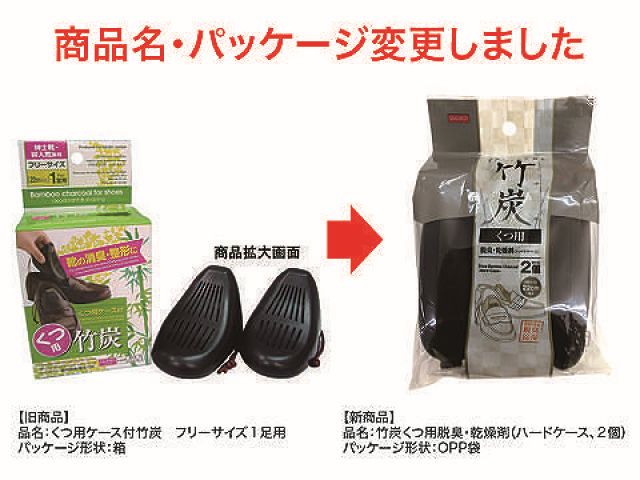 商品名・パッケージ変更しました
紳士靴・
婦人靴兼用
フリーサイズ
Bamboo charcoal for shoes
靴の消臭・整形に
くつ用ケース付
くつ用
竹炭
商品拡大画面
竹炭
くつ用
脱臭・乾燥剤
2個
【旧商品】
品名：くつ用ケース付竹炭　フリーサイズ１足用
パッケージ形状：箱
【新商品】
品名：竹炭くつ用脱臭・乾燥剤（ハードケース、２個）
パッケージ形状：OPP袋